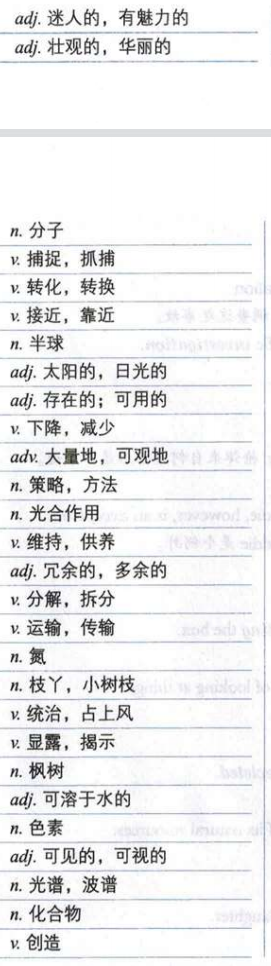 adj. 迷人的，有魅力的
adj. 壮观的，华丽的
n. 分子
v. 捕捉，抓捕
v. 转化，转换
v. 接近，靠近
n. 半球
adj. 太阳的，日光的
adj. 存在的；可用的
v. 下降，减少
adv. 大量地，可观地
n. 策略，方法
n. 光合作用
v. 维持，供养
adj. 冗余的，多余的
v. 分解，拆分
v. 运输，传输
n. 氮
n. 枝丫，小树枝
v. 统治，占上风
v. 显露，揭示
n. 枫树
adj. 可溶于水的
n. 色素
adj. 可见的，可视的
n. 光谱，波谱
n. 化合物
v. 创造